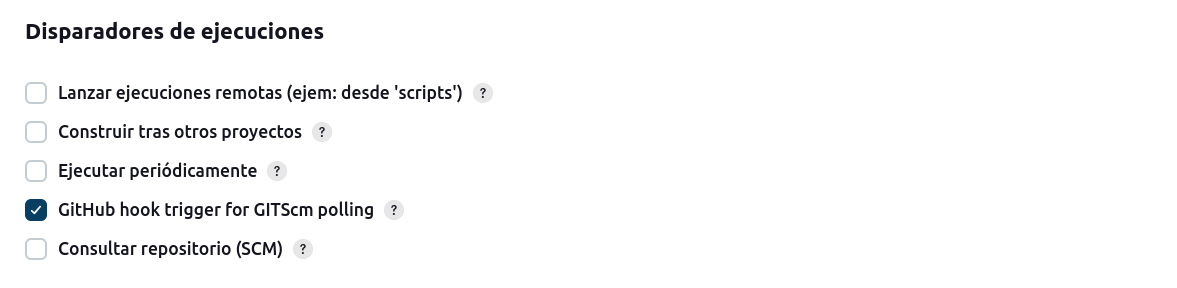 Disparadores de ejecuciones
Lanzar ejecuciones remotas (ejem: desde 'scripts') ?
Construir tras otros proyectos ?
Ejecutar periódicamente ?
GitHub hook trigger for GITScm polling ?
Consultar repositorio (SCM) ?